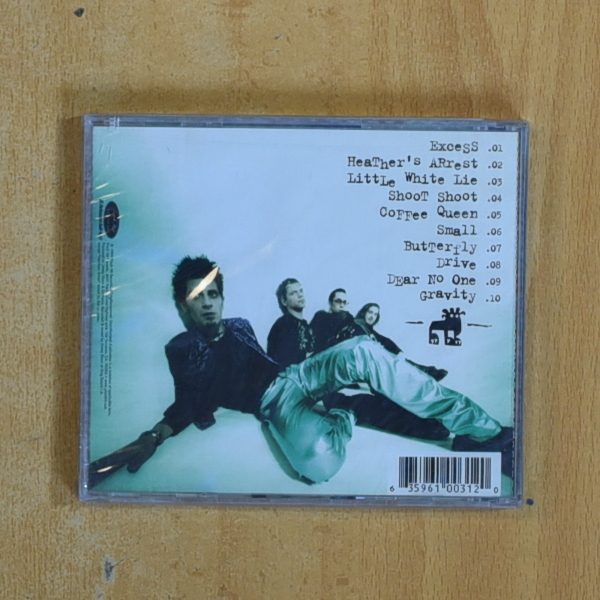 ExcesS .01
HeaTher's ARrest .02
LittLe White Lie .03
ShooT Shoot .04
CoFFee Queen .05
Small .06
ButTerfly .07
Drive .08
DEar No One .09
Gravity .10
6 35961 00312 0